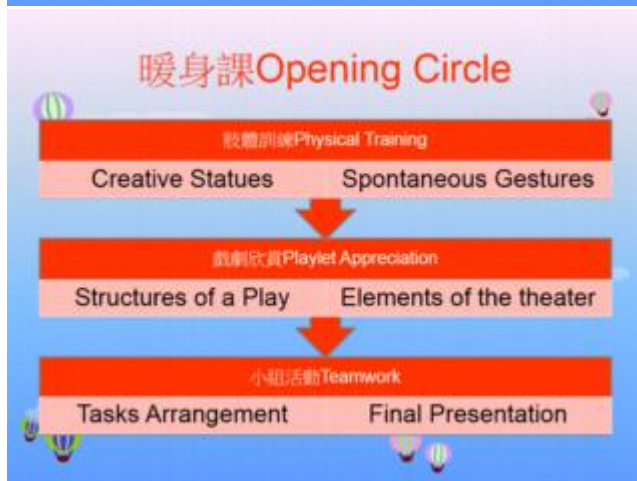 暖身課Opening Circle
肢體訓練Physical Training
Creative Statues Spontaneous Gestures
戲劇欣賞Playlet Appreciation
Structures of a Play Elements of the theater
小組活動Teamwork
Tasks Arrangement Final Presentation